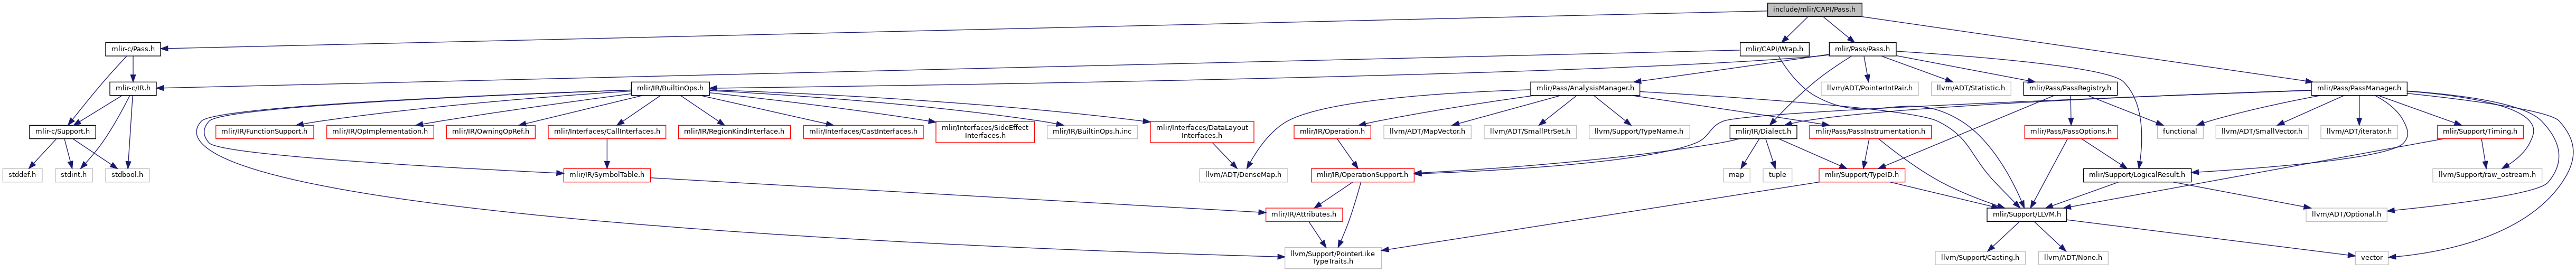 include/mlir/CAPI/Pass.h
mlir-c/Pass.h
mlir/CAPI/Wrap.h
mlir/Pass/Pass.h
mlir-c/IR.h
mlir/IR/BuiltinOps.h
mlir/Pass/AnalysisManager.h
llvm/ADT/PointerIntPair.h
llvm/ADT/Statistic.h
mlir/Pass/PassRegistry.h
mlir/Pass/PassManager.h
mlir-c/Support.h
mlir/IR/FunctionSupport.h
mlir/IR/OpImplementation.h
mlir/IR/OwningOpRef.h
mlir/Interfaces/CallInterfaces.h
mlir/IR/RegionKindInterface.h
mlir/Interfaces/CastInterfaces.h
mlir/Interfaces/SideEffect
Interfaces.h
mlir/IR/BuiltinOps.h.inc
mlir/Interfaces/DataLayout
Interfaces.h
mlir/IR/Operation.h
llvm/ADT/MapVector.h
llvm/ADT/SmallPtrSet.h
llvm/Support/TypeName.h
mlir/IR/Dialect.h
mlir/Pass/PassInstrumentation.h
mlir/Pass/PassOptions.h
functional
llvm/ADT/SmallVector.h
llvm/ADT/iterator.h
mlir/Support/Timing.h
stddef.h
stdint.h
stdbool.h
mlir/IR/SymbolTable.h
llvm/ADT/DenseMap.h
mlir/IR/OperationSupport.h
map
tuple
mlir/Support/TypeID.h
mlir/Support/LogicalResult.h
llvm/Support/raw_ostream.h
mlir/IR/Attributes.h
mlir/Support/LLVM.h
llvm/ADT/Optional.h
llvm/Support/PointerLike
TypeTraits.h
llvm/Support/Casting.h
llvm/ADT/None.h
vector